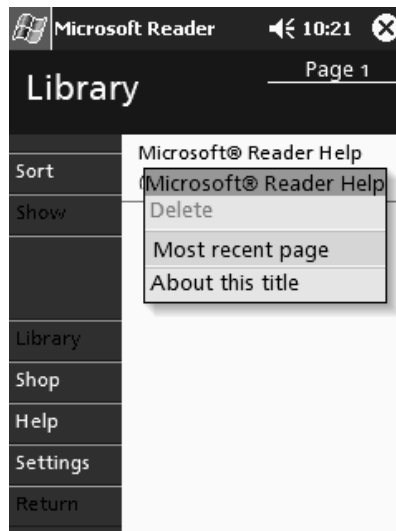 Microsoft Reader 10:21
Library
Page 1
Sort
Show
Library
Shop
Help
Settings
Return
Microsoft® Reader Help
Microsoft® Reader Help
Delete
Most recent page
About this title